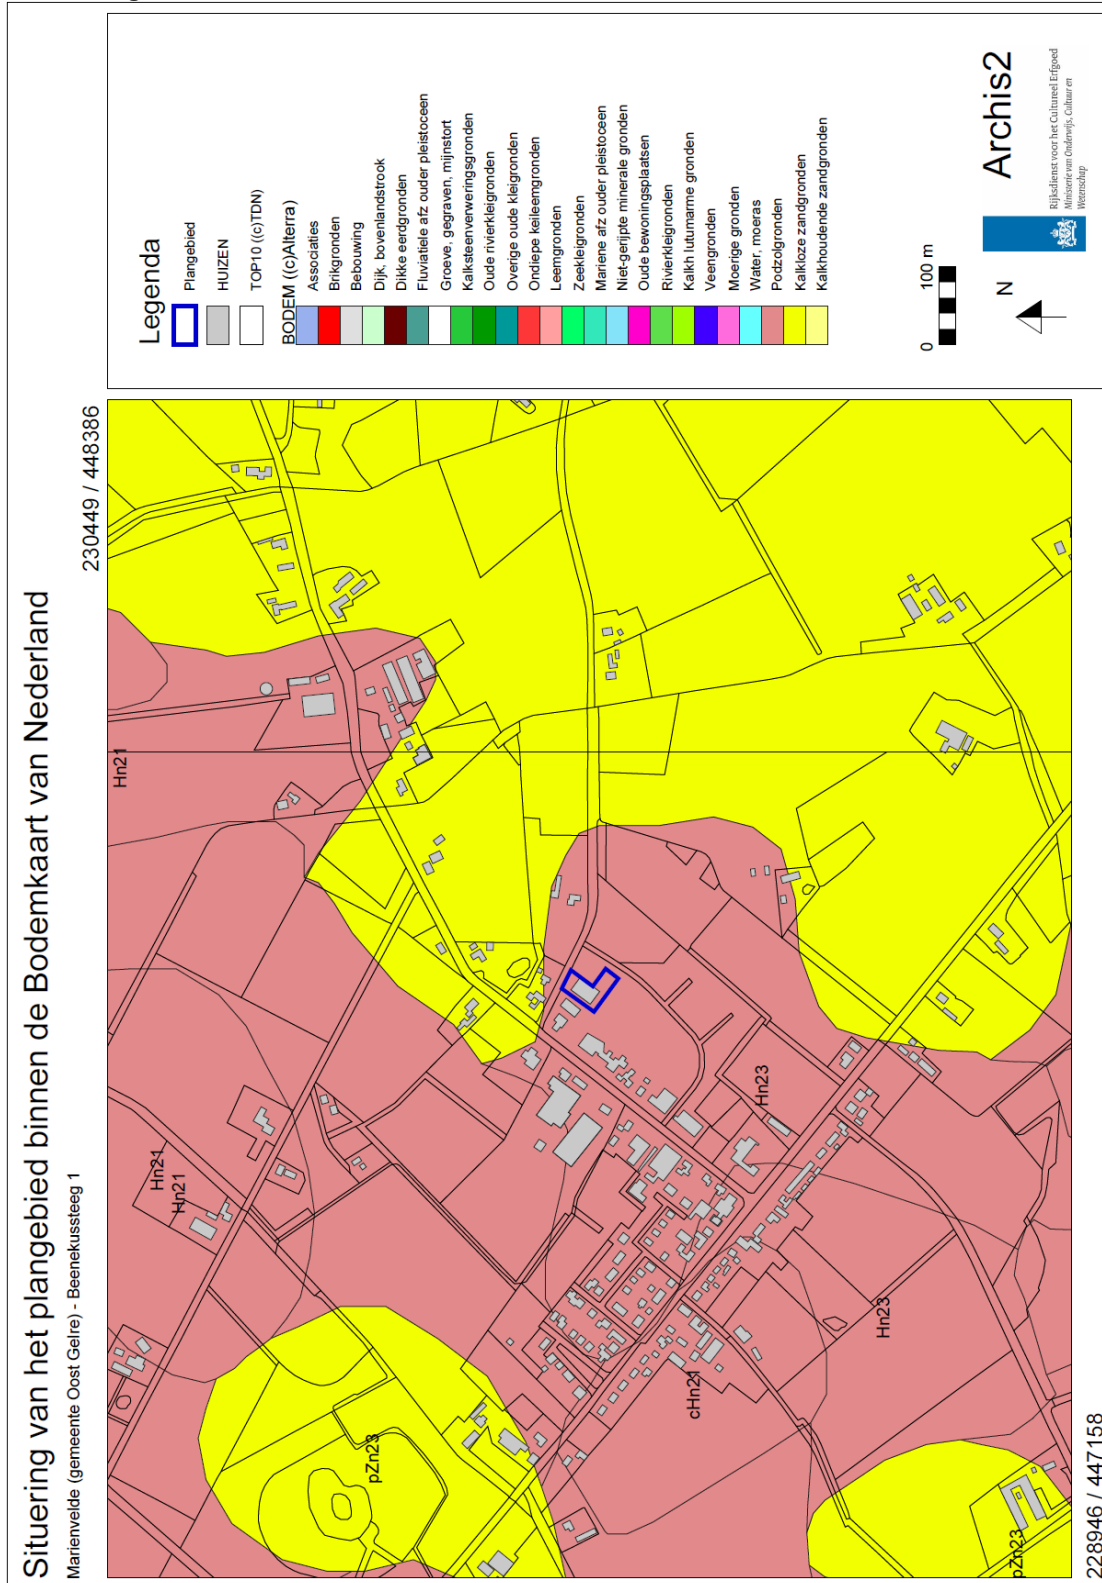 Situering van het plangebied binnen de Bodemkaart van Nederland
Marienvelde (gemeente Oost Gelre) - Beenekussteeg 1
230449 / 448386
Hn21
Hn21
Hn21
pZn23
Hn23
cHn21
Hn23
pZn23
228946 / 447158
Legenda
Plangebied
HUIZEN
TOP10 ((c)TDN)
BODEM ((c)Alterra)
Associaties
Brikgronden
Bebouwing
Dijk, bovenlandstrook
Dikke eerdgronden
Fluviatiele afz ouder pleistoceen
Groeve, gegraven, mijnstort
Kalksteenverweringsgronden
Oude rivierkleigronden
Overige oude kleigronden
Ondiepe keileemgronden
Leemgronden
Zeekleigronden
Mariene afz ouder pleistoceen
Niet-gerijpte minerale gronden
Oude bewoningsplaatsen
Rivierkleigronden
Kalkh lutumarme gronden
Veengronden
Moerige gronden
Water, moeras
Podzolgronden
Kalkloze zandgronden
Kalkhoudende zandgronden
0 100 m
N
Archis2
Rijksdienst voor het Cultureel Erfgoed
Ministerie van Onderwijs, Cultuur en
Wetenschap